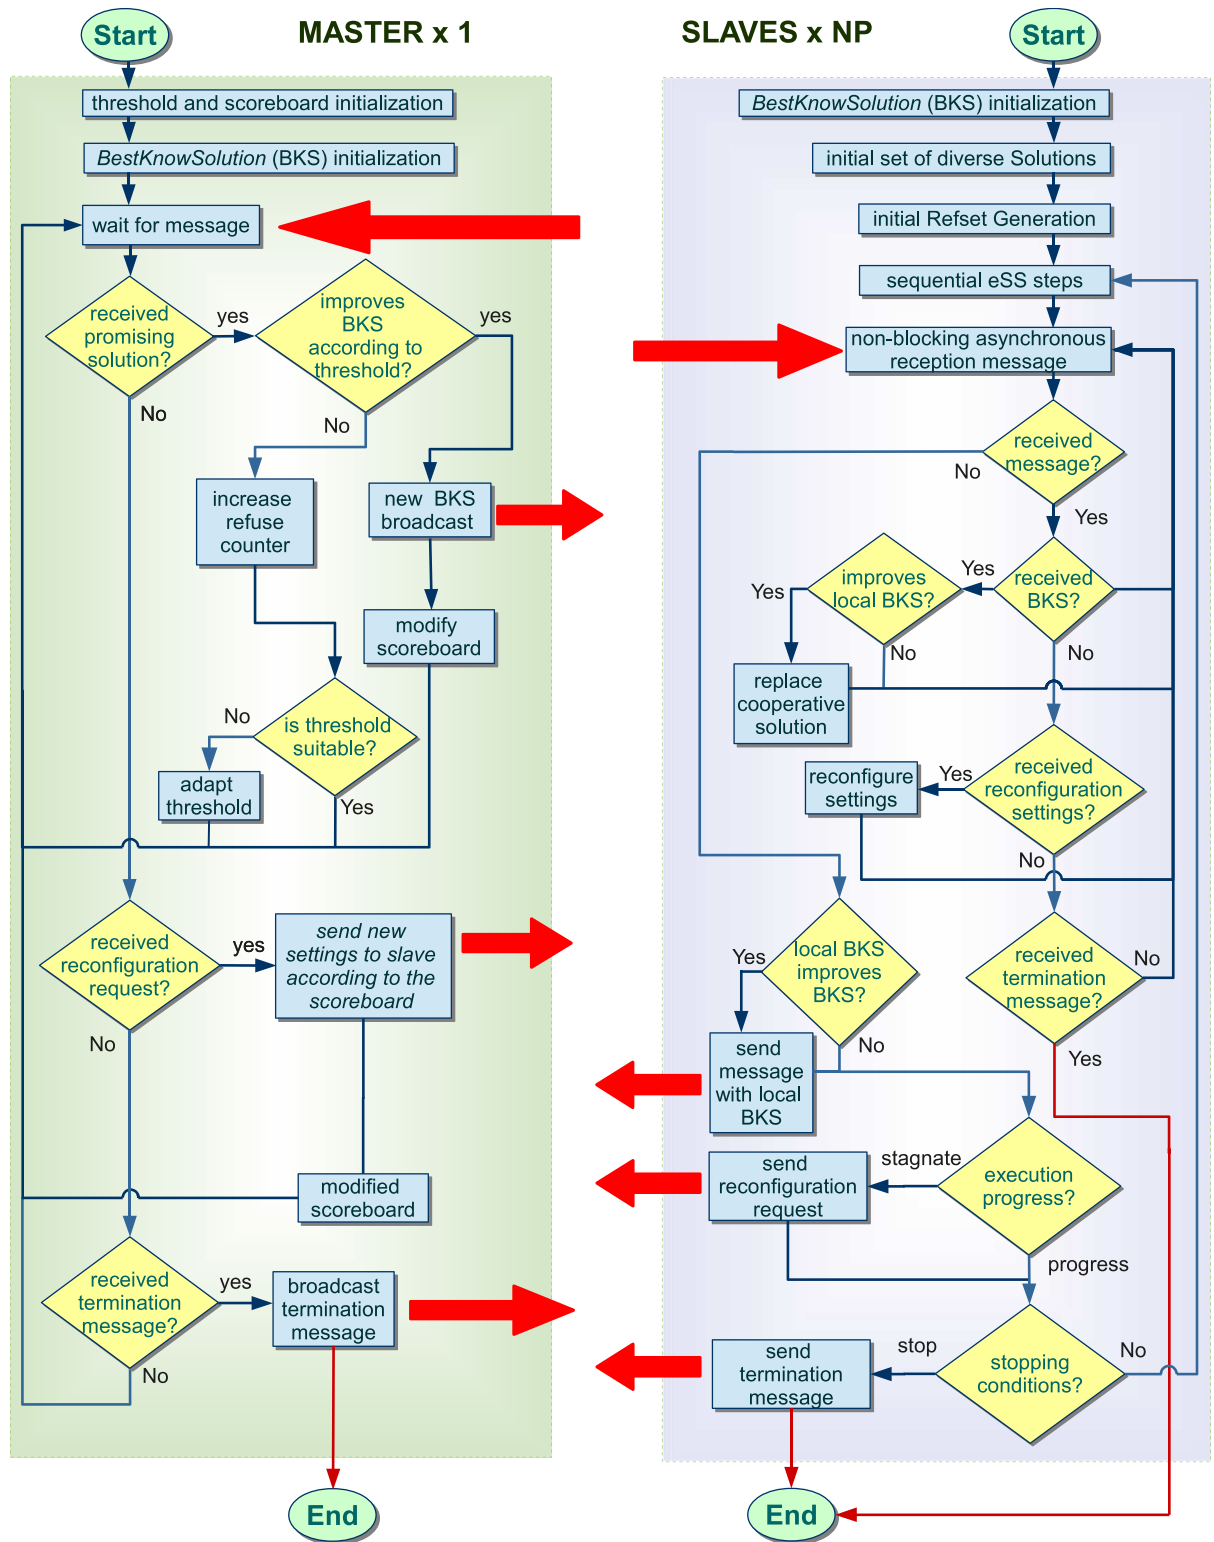 Start
MASTER x 1
threshold and scoreboard initialization
BestKnowSolution (BKS) initialization
wait for message
received
promising
solution?
yes
improves
BKS
according to
threshold?
yes
No
No
increase
refuse
counter
new BKS
broadcast
modify
scoreboard
No
is threshold
suitable?
adapt
threshold
Yes
received
reconfiguration
request?
yes
send new
settings to slave
according to the
scoreboard
No
modified
scoreboard
received
termination
message?
yes
broadcast
termination
message
No
End
SLAVES x NP
Start
BestKnowSolution (BKS) initialization
initial set of diverse Solutions
initial Refset Generation
sequential eSS steps
non-blocking asynchronous
reception message
received
message?
No
Yes
improves
local BKS?
Yes
received
BKS?
Yes
No
No
replace
cooperative
solution
reconfigure
settings
Yes
received
reconfiguration
settings?
No
local BKS
improves
BKS?
Yes
received
termination
message?
No
No
Yes
send
message
with local
BKS
send
reconfiguration
request
stagnate
execution
progress?
progress
send
termination
message
stop
stopping
conditions?
No
End